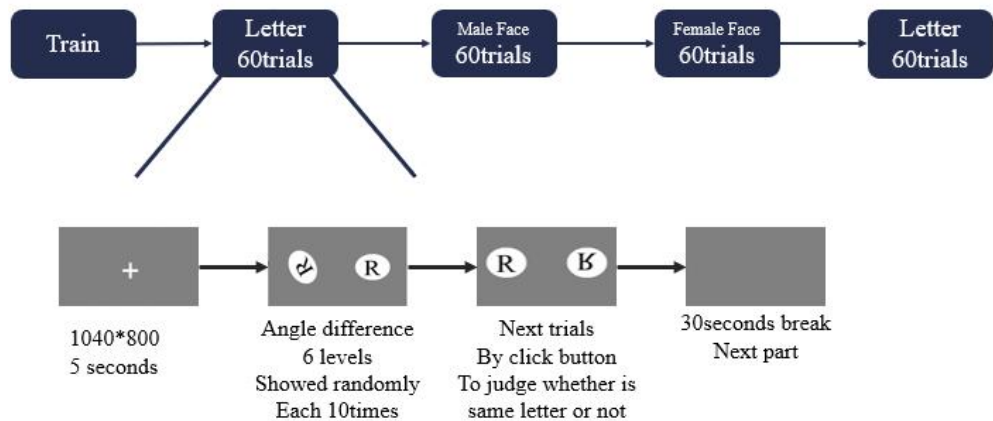 Train
Letter
60trials
Male Face
60trials
Female Face
60trials
Letter
60trials
+
R R
R R
1040*800
5 seconds
Angle difference
6 levels
Showed randomly
Each 10times
Next trials
By click button
To judge whether is
same letter or not
30seconds break
Next part